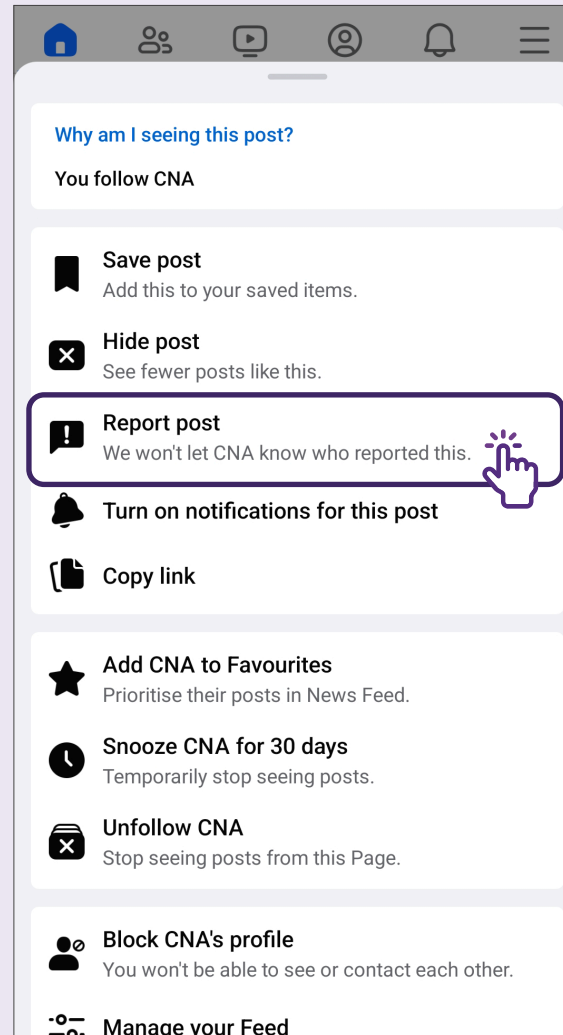 Why am I seeing this post?
You follow CNA
Save post
Add this to your saved items.
Hide post
See fewer posts like this.
Report post
We won't let CNA know who reported this.
Turn on notifications for this post
Copy link
Add CNA to Favourites
Prioritise their posts in News Feed.
Snooze CNA for 30 days
Temporarily stop seeing posts.
Unfollow CNA
Stop seeing posts from this Page.
Block CNA's profile
You won't be able to see or contact each other.
Manage your Feed